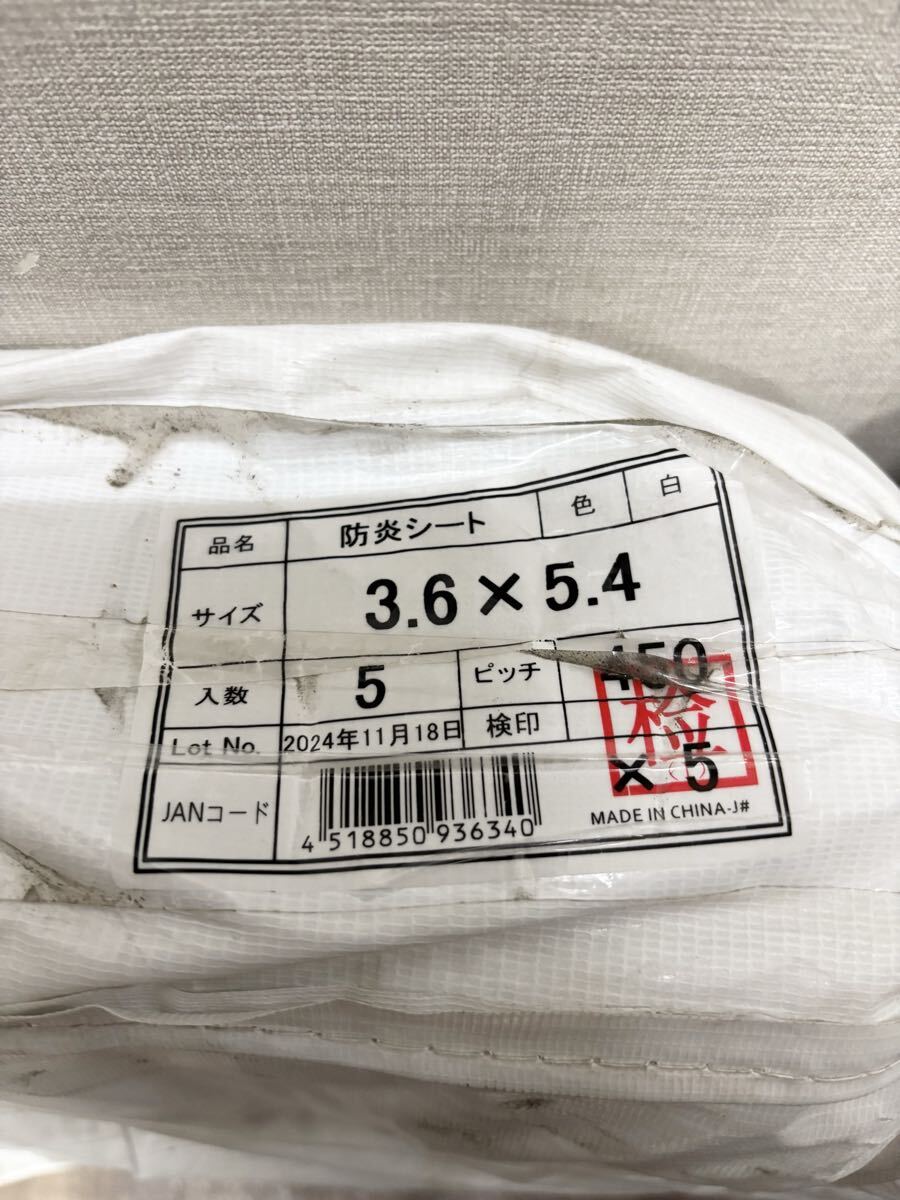 品名 防炎シート 色 白
サイズ 3.6×5.4
入数 5 ピッチ 450
Lot No. 2024年11月18日 検印
検
× 5
JANコード 4 518850 936340
MADE IN CHINA-J#